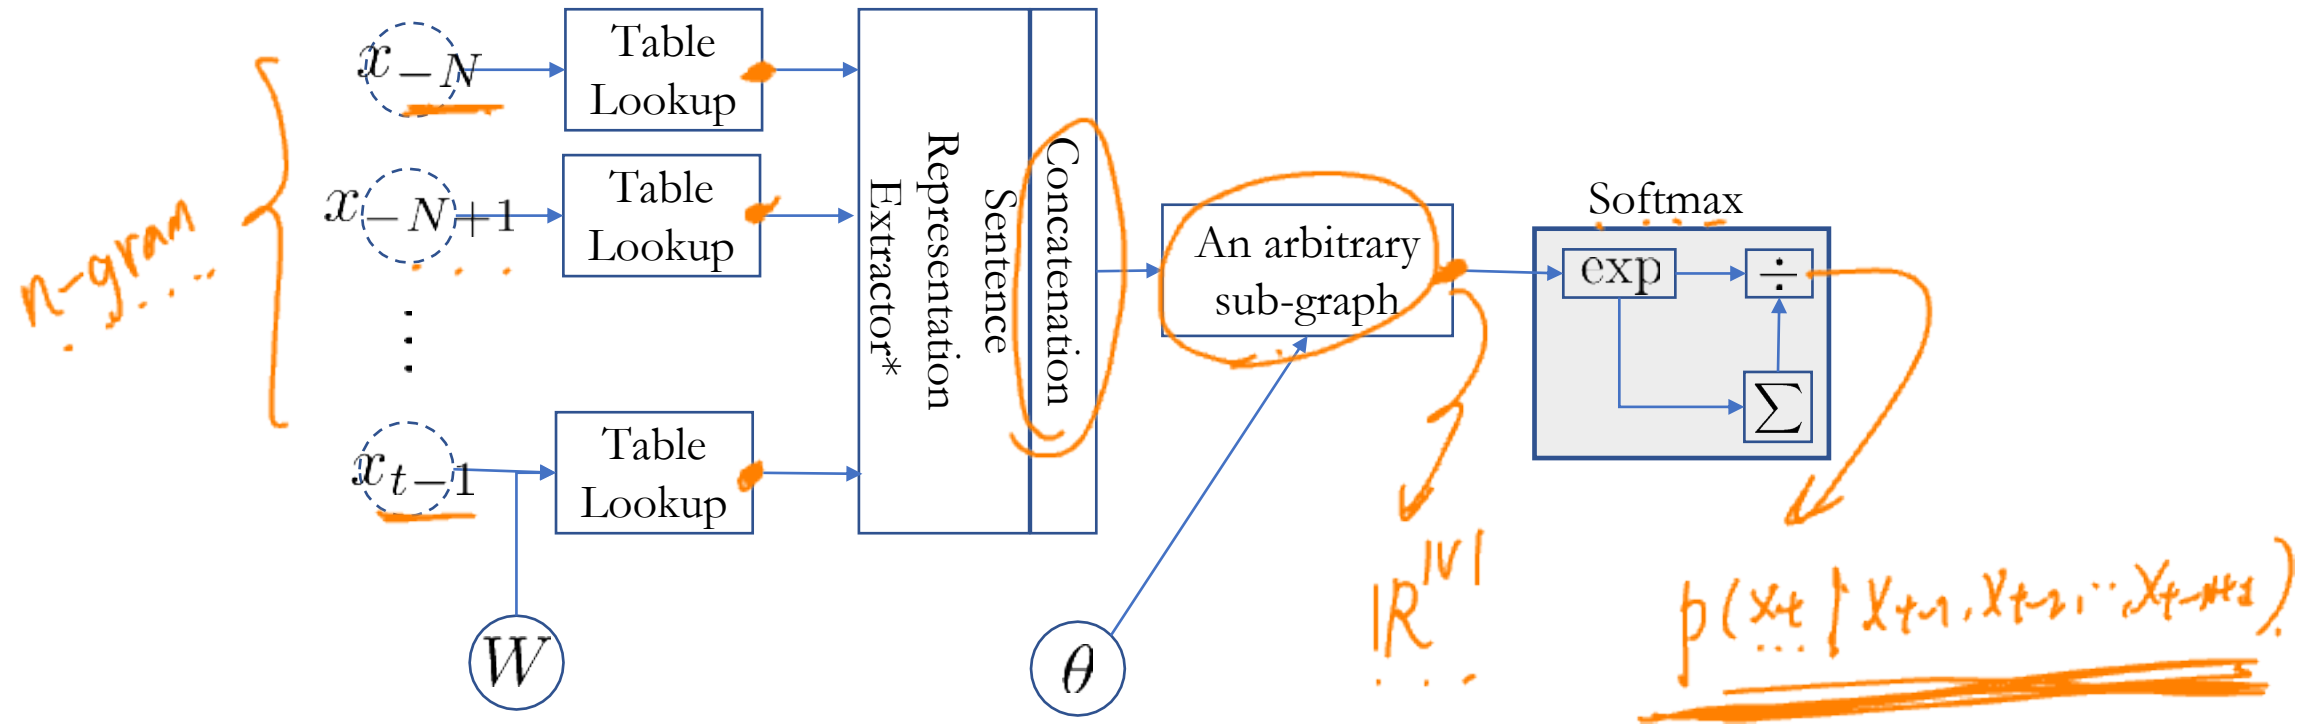 n-gram
x_{-N}
Table
Lookup
x_{-N+1}
Table
Lookup
⋮
x_{t-1}
Table
Lookup
W
Sentence
Representation
Extractor*
Concatenation
An arbitrary
sub-graph
θ
Softmax
exp
÷
∑
ℝ^{|V|}
p(x_t | x_{t-1}, x_{t-2}, ..., x_{t-N+1})